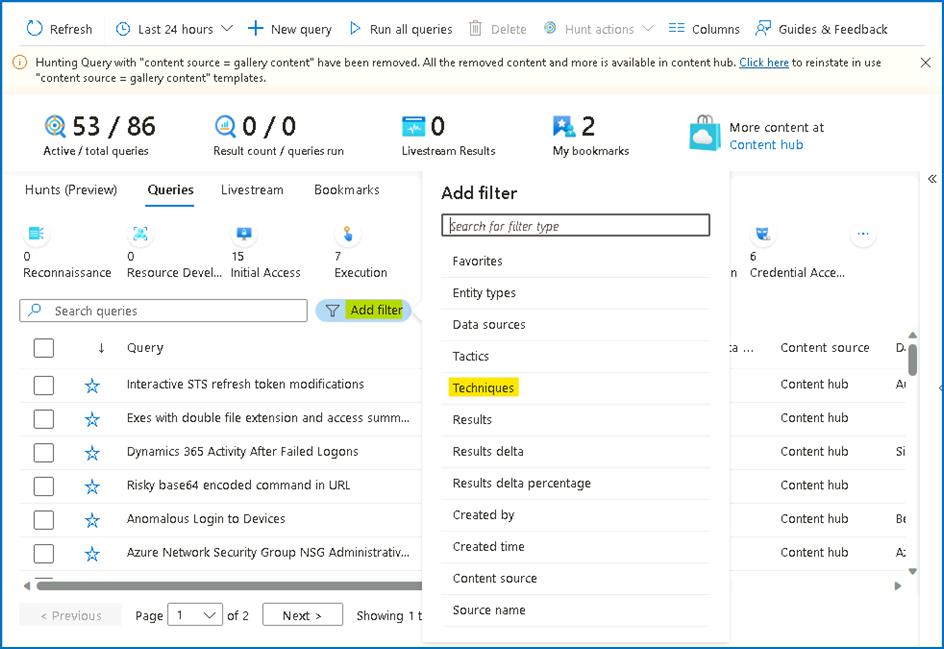 Refresh Last 24 hours New query Run all queries Delete Hunt actions Columns Guides & Feedback
Hunting Query with "content source = gallery content" have been removed. All the removed content and more is available in content hub. Click here to reinstate in use
"content source = gallery content" templates.
53 / 86
Active / total queries
0 / 0
Result count / queries run
0
Livestream Results
2
My bookmarks
More content at
Content hub
Hunts (Preview) Queries Livestream Bookmarks
0
Reconnaissance
0
Resource Devel...
15
Initial Access
7
Execution
n
6
Credential Acce...
...
Search queries
Add filter
↓ Query
ta ... Content source D
Interactive STS refresh token modifications
Content hub
Exes with double file extension and access summ...
Content hub
Dynamics 365 Activity After Failed Logons
Content hub Si
Risky base64 encoded command in URL
Content hub
Anomalous Login to Devices
Content hub
Azure Network Security Group NSG Administrativ...
Content hub
Add filter
Search for filter type
Favorites
Entity types
Data sources
Tactics
Techniques
Results
Results delta
Results delta percentage
Created by
Created time
Content source
Source name
< Previous Page 1 of 2 Next > Showing 1 t